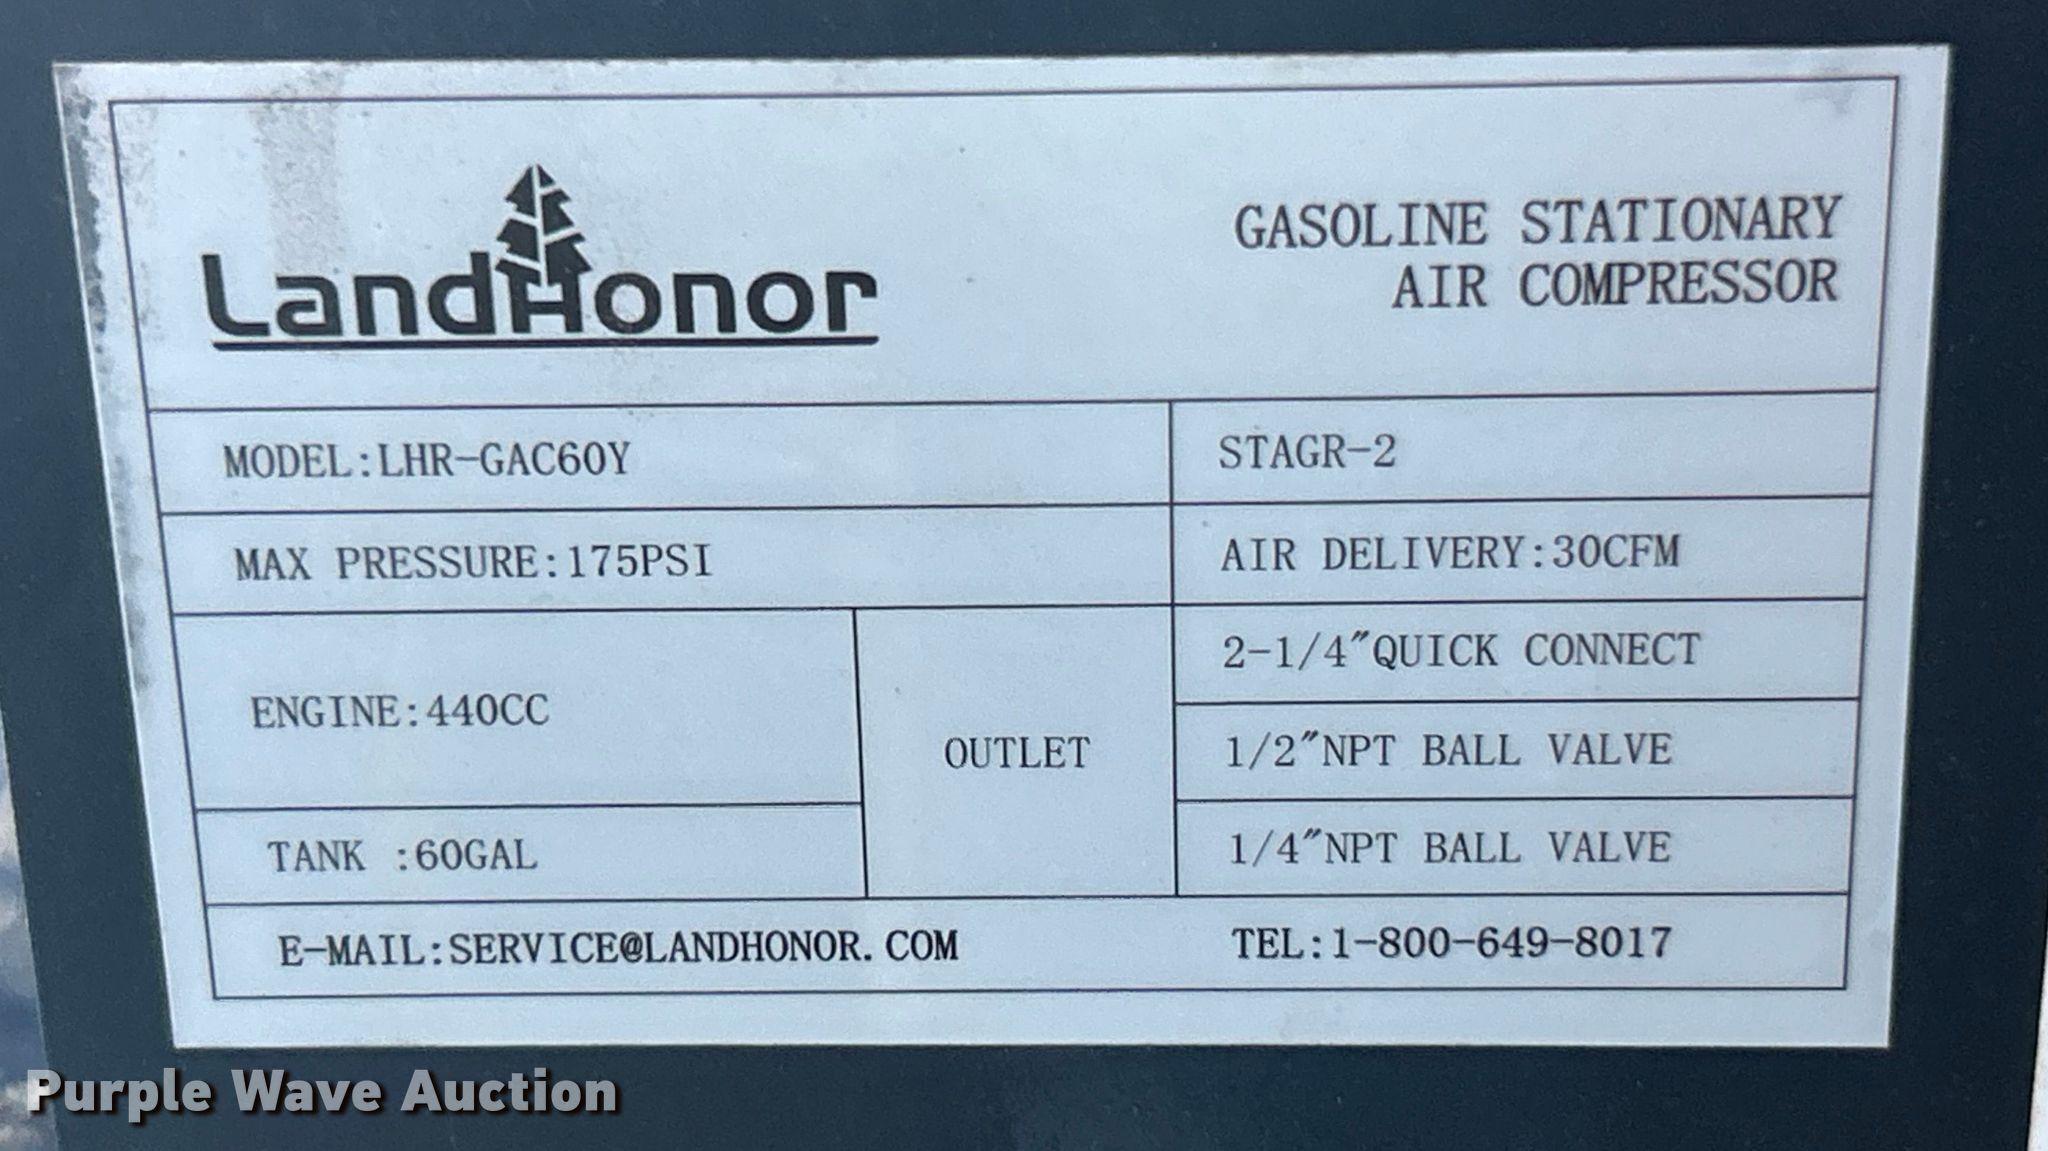 LandHonor
GASOLINE STATIONARY
AIR COMPRESSOR
MODEL:LHR-GAC60Y
STAGR-2
MAX PRESSURE:175PSI
AIR DELIVERY:30CFM
ENGINE:440CC
OUTLET
2-1/4"QUICK CONNECT
1/2"NPT BALL VALVE
1/4"NPT BALL VALVE
TANK :60GAL
E-MAIL:SERVICE@LANDHONOR.COM
TEL:1-800-649-8017
Purple Wave Auction